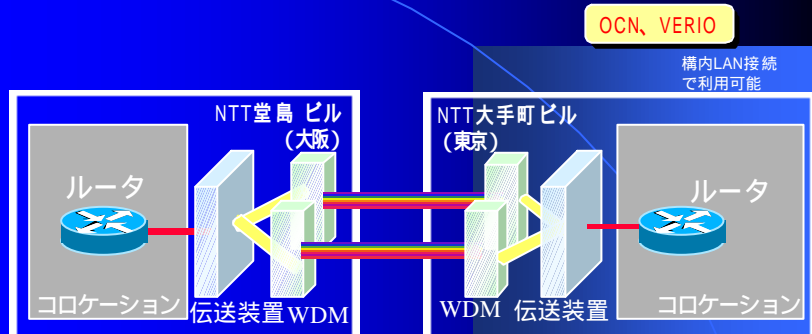 OCN、VERIO
構内LAN接続
で利用可能
NTT堂島 ビル
（大阪）
ルータ
コロケーション
伝送装置
WDM
NTT大手町ビル
（東京）
WDM
伝送装置
ルータ
コロケーション